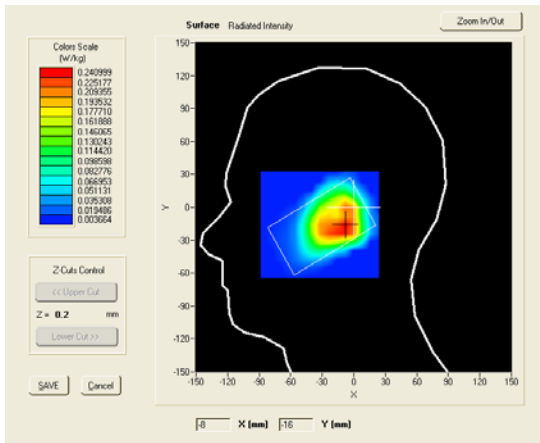 Surface Radiated Intensity
Zoom In/Out
Colors Scale
(W/kg)
0.240999
0.225177
0.209355
0.193532
0.177710
0.161888
0.146065
0.130243
0.114420
0.098598
0.082776
0.066953
0.051131
0.035308
0.019486
0.003664
Z-Cuts Control
<< Upper Cut
Z = 0.2 mm
Lower Cut >>
SAVE Cancel
150
120
90
60
30
0
-30
-60
-90
-120
-150
Y
-150 -120 -90 -60 -30 0 30 60 90 120 150
X
-8 X (mm) -16 Y (mm)